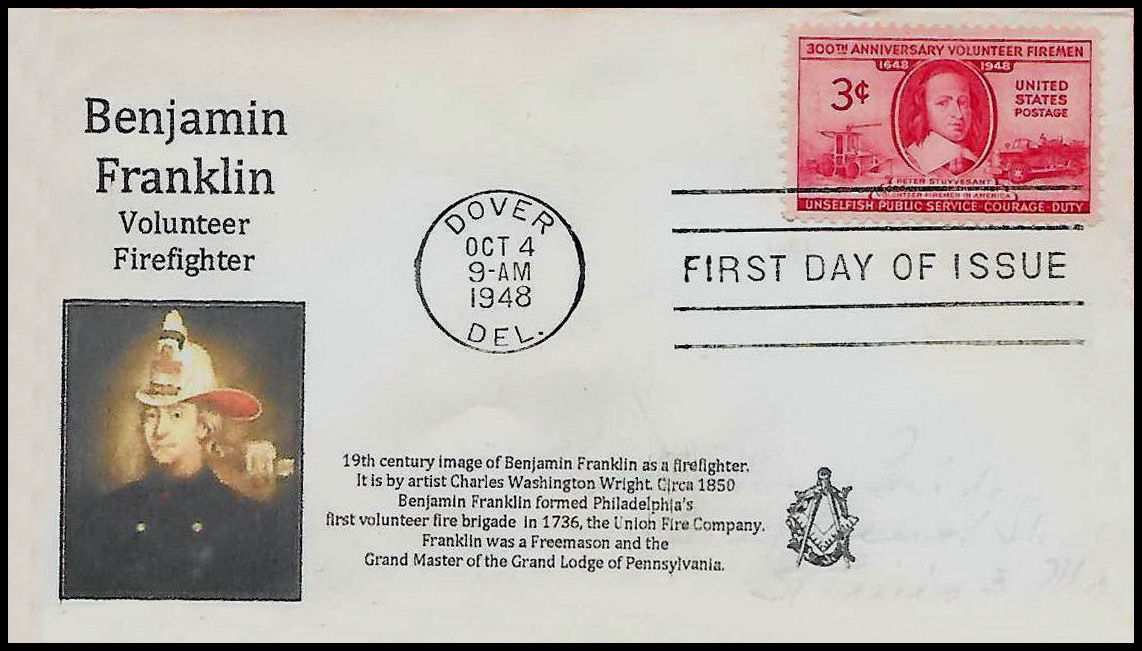 Benjamin
Franklin
Volunteer
Firefighter
300TH ANNIVERSARY VOLUNTEER FIREMEN
1648 1948
3¢
UNITED
STATES
POSTAGE
PETER STUYVESANT
VOLUNTEER FIREMEN IN AMERICA
UNSELFISH PUBLIC SERVICE-COURAGE-DUTY
DOVER
OCT 4
9-AM
1948
DEL.
FIRST DAY OF ISSUE
19th century image of Benjamin Franklin as a firefighter.
It is by artist Charles Washington Wright. Circa 1850
Benjamin Franklin formed Philadelphia's
first volunteer fire brigade in 1736, the Union Fire Company.
Franklin was a Freemason and the
Grand Master of the Grand Lodge of Pennsylvania.